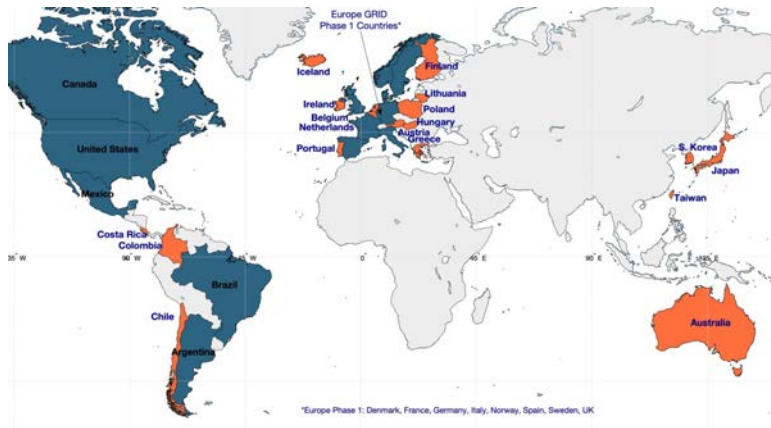 Europe GRID
Phase 1 Countries*
Canada
Iceland
Finland
Lithuania
Ireland
Poland
Belgium
Netherlands
Hungary
Austria
United States
Portugal
Greece
S. Korea
Japan
Mexico
Taiwan
Costa Rica
Colombia
0
40 E
Brazil
Chile
Australia
Argentina
*Europe Phase 1: Denmark, France, Germany, Italy, Norway, Spain, Sweden, UK